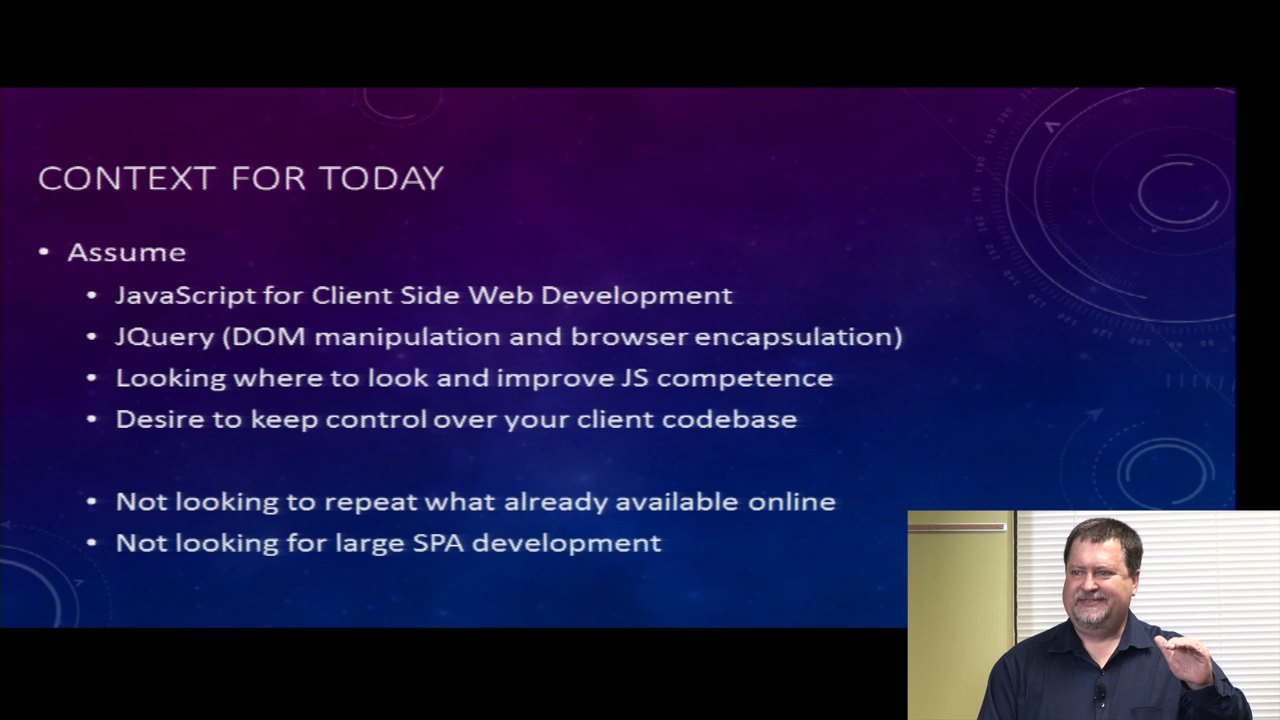 CONTEXT FOR TODAY
• Assume
• JavaScript for Client Side Web Development
• JQuery (DOM manipulation and browser encapsulation)
• Looking where to look and improve JS competence
• Desire to keep control over your client codebase
• Not looking to repeat what already available online
• Not looking for large SPA development